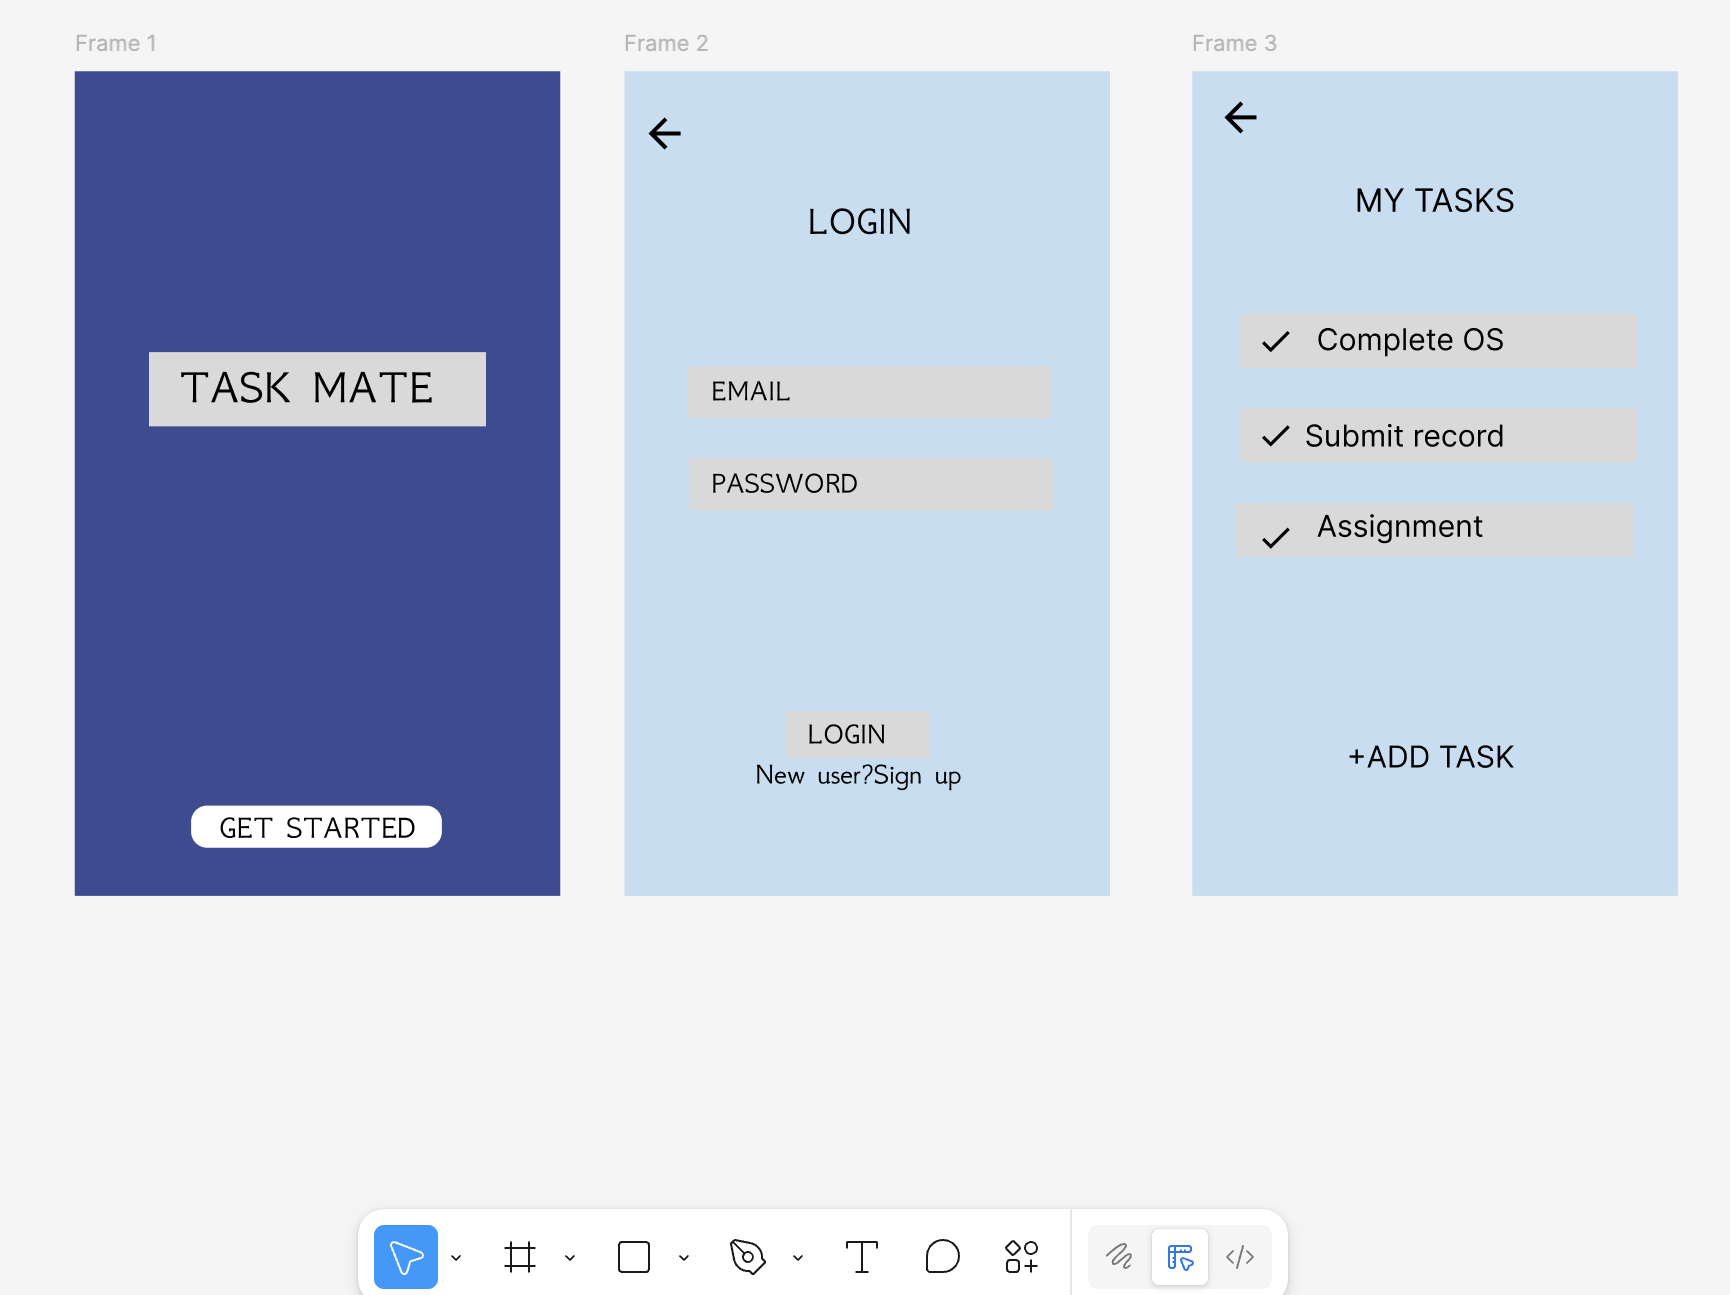 Frame 1
TASK MATE
GET STARTED
Frame 2
LOGIN
EMAIL
PASSWORD
LOGIN
New user?Sign up
Frame 3
MY TASKS
Complete OS
Submit record
Assignment
+ADD TASK